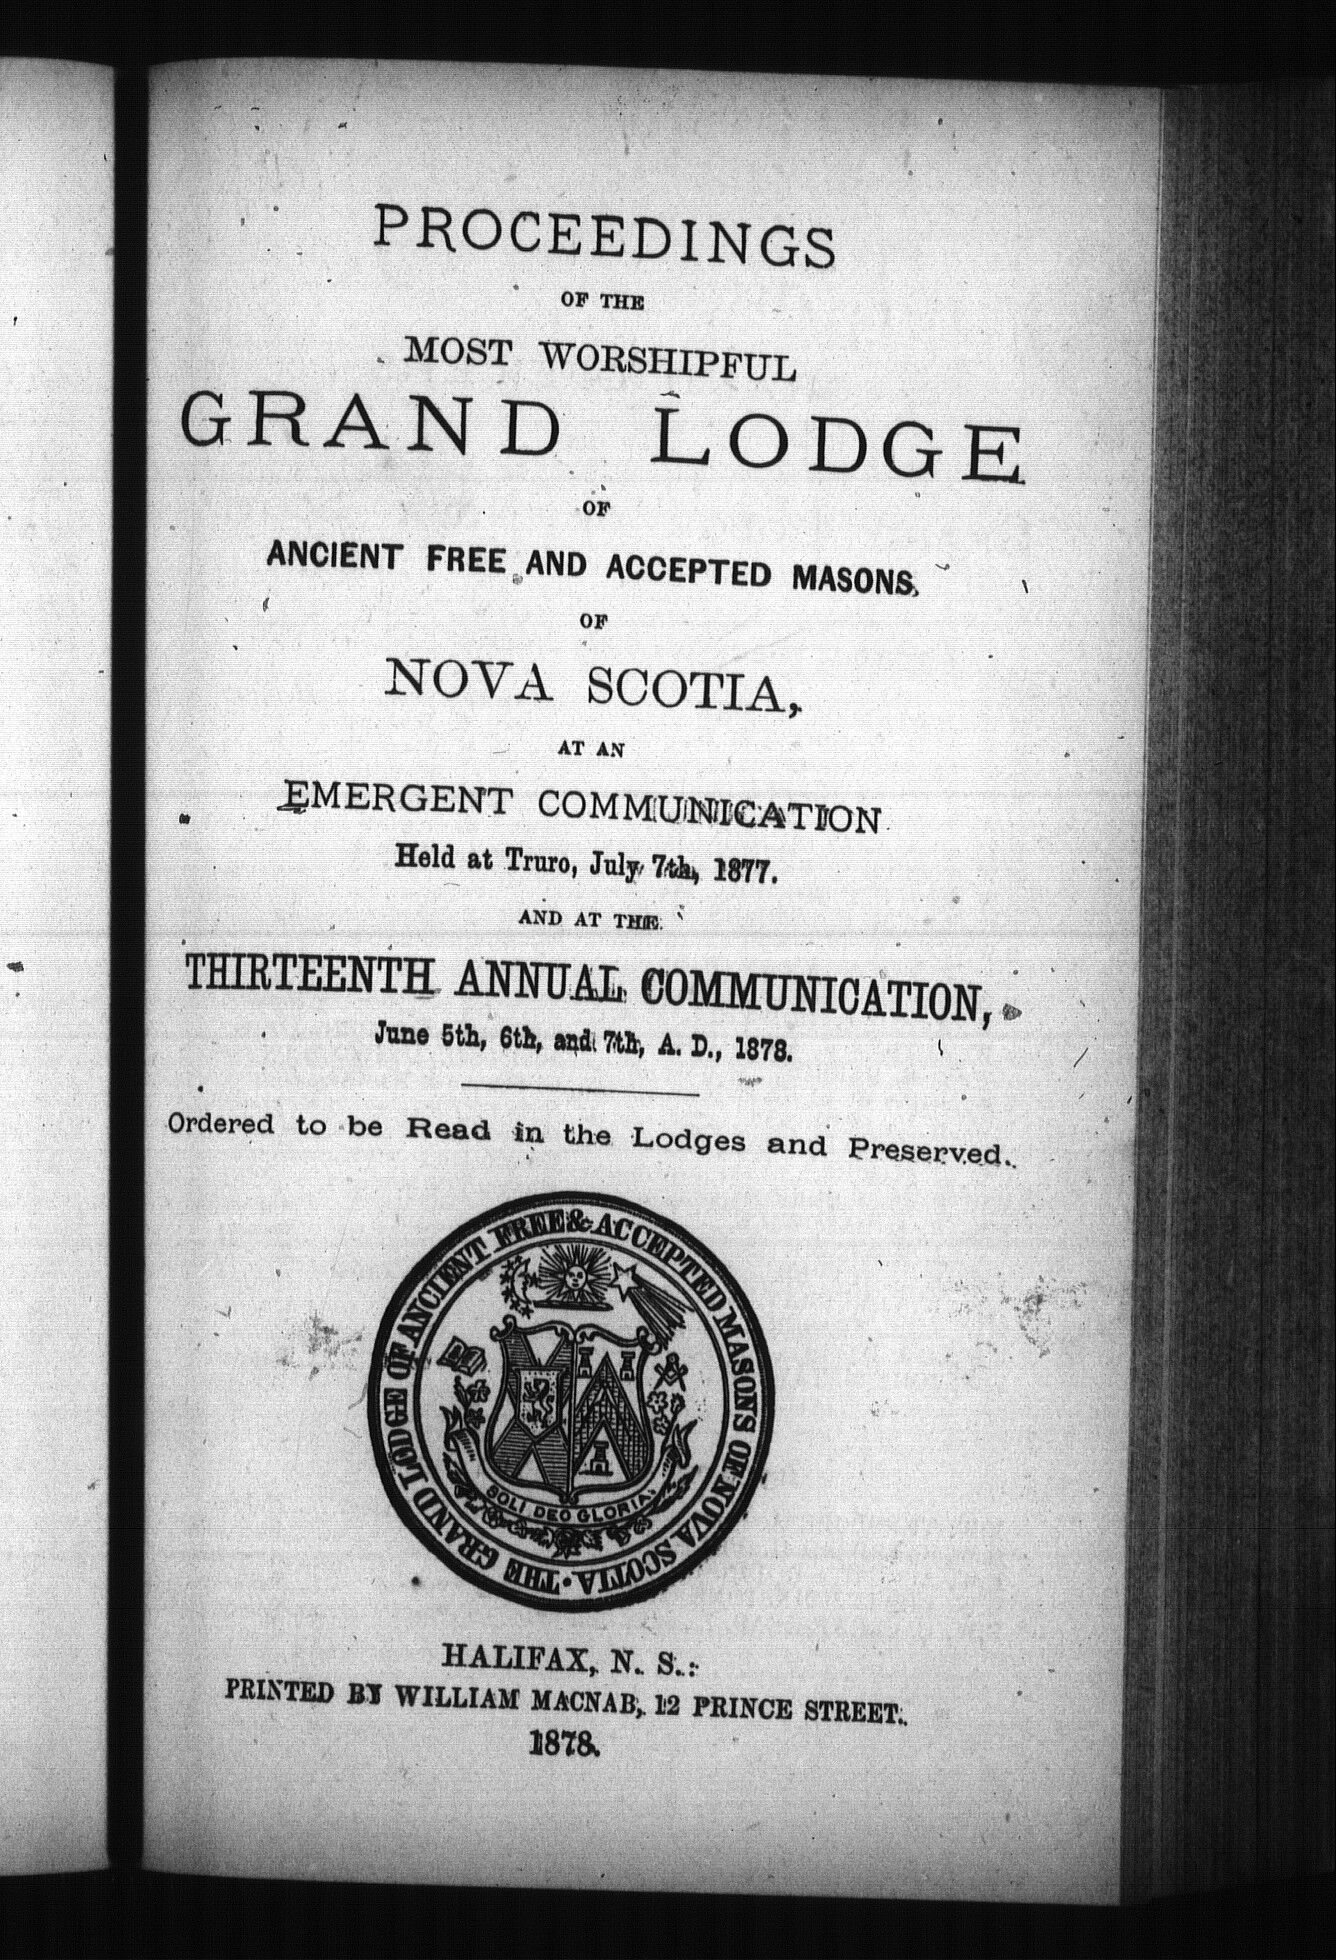 PROCEEDINGS
OF THE
MOST WORSHIPFUL
GRAND LODGE
OF
ANCIENT FREE AND ACCEPTED MASONS,
OF
NOVA SCOTIA,
AT AN
EMERGENT COMMUNICATION
Held at Truro, July 7th, 1877.
AND AT THE
THIRTEENTH ANNUAL COMMUNICATION,
June 5th, 6th, and 7th, A. D., 1878.
Ordered to be Read in the Lodges and Preserved.
THE GRAND LODGE OF ANCIENT FREE & ACCEPTED MASONS OF NOVA SCOTIA.
SOLI DEO GLORIA.
HALIFAX, N. S.:
PRINTED BY WILLIAM MACNAB, 12 PRINCE STREET.
1878.